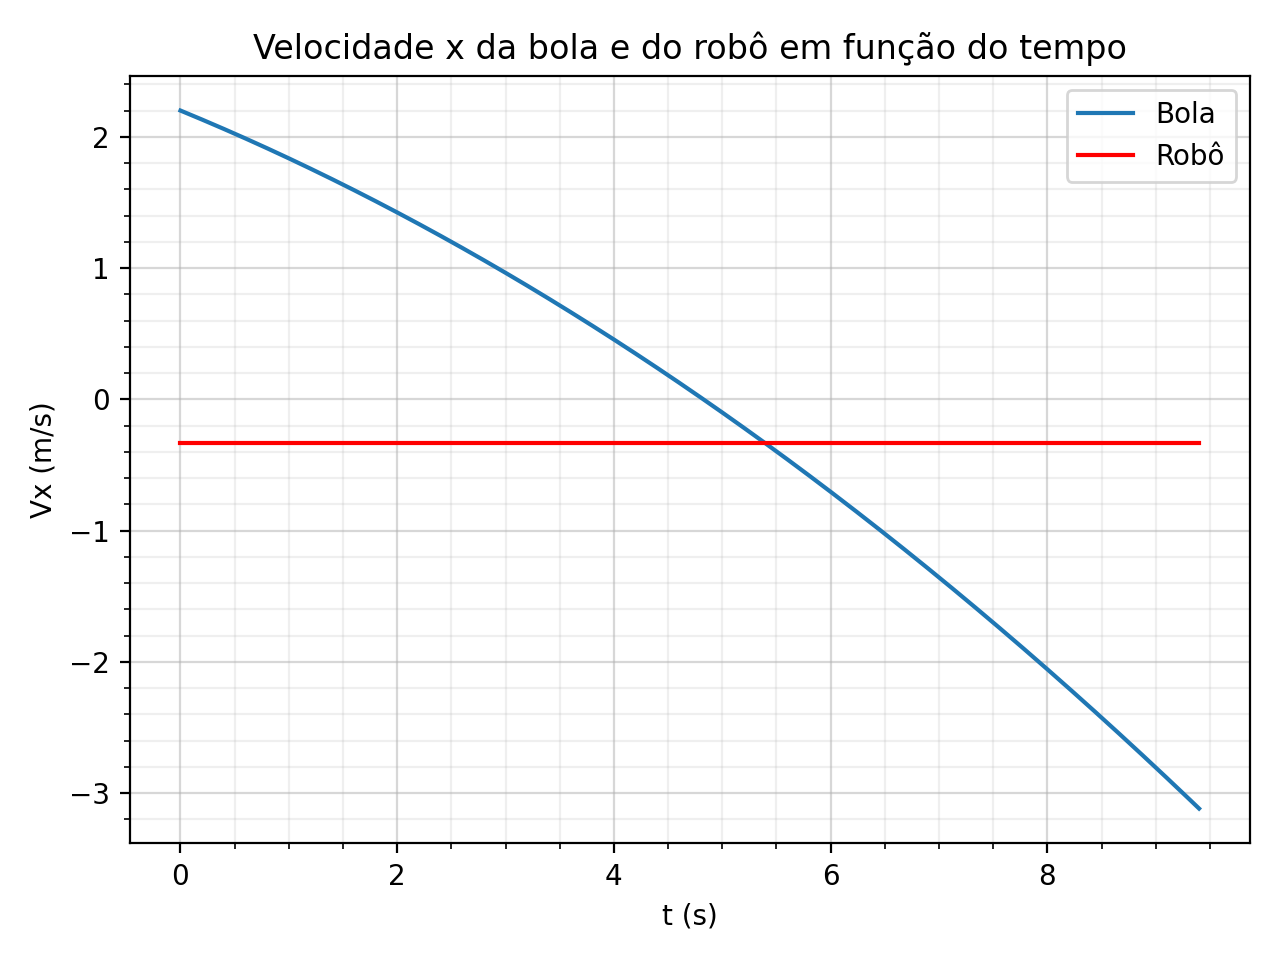 Velocidade x da bola e do robô em função do tempo
Bola
Robô
2
1
0
−1
−2
−3
Vx (m/s)
0 2 4 6 8
t (s)